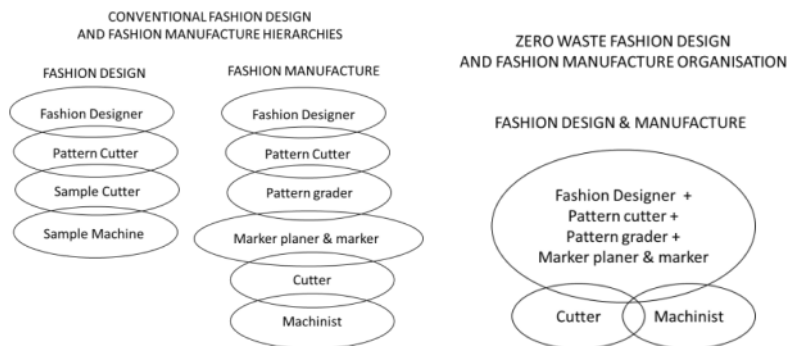 CONVENTIONAL FASHION DESIGN
AND FASHION MANUFACTURE HIERARCHIES
FASHION DESIGN
Fashion Designer
Pattern Cutter
Sample Cutter
Sample Machine
FASHION MANUFACTURE
Fashion Designer
Pattern Cutter
Pattern grader
Marker planer & marker
Cutter
Machinist
ZERO WASTE FASHION DESIGN
AND FASHION MANUFACTURE ORGANISATION
FASHION DESIGN & MANUFACTURE
Fashion Designer +
Pattern cutter +
Pattern grader +
Marker planer & marker
Cutter
Machinist